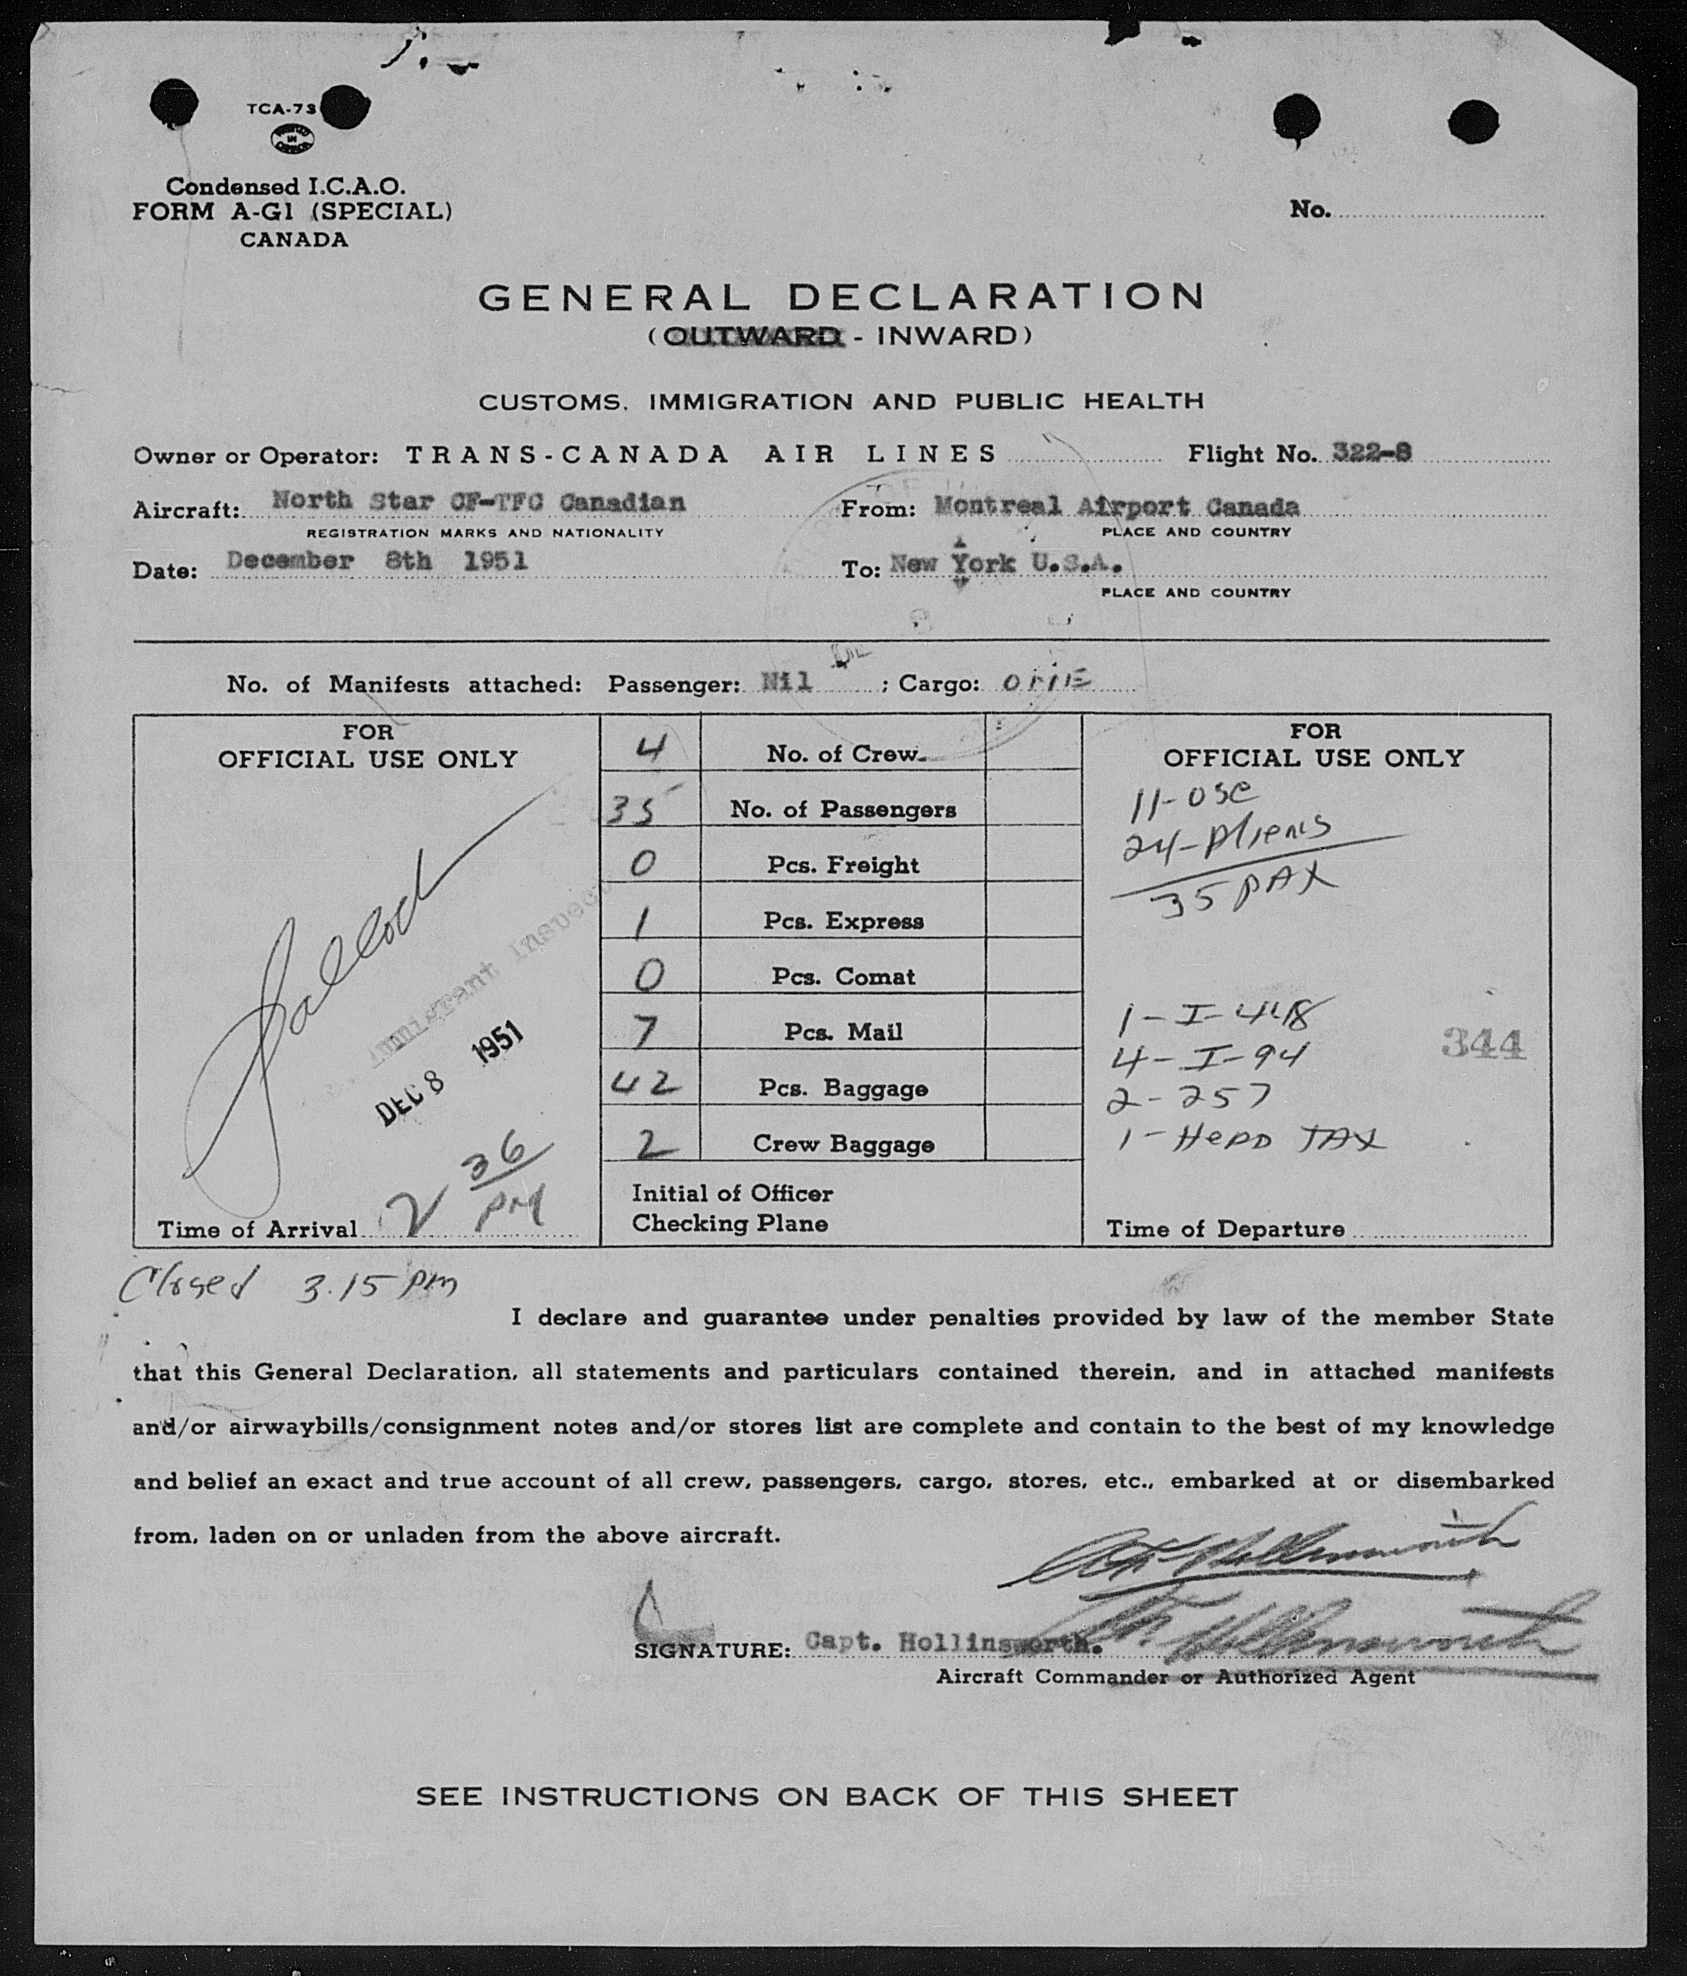 TCA-73
PRINTED IN CANADA
Condensed I.C.A.O.
FORM A-G1 (SPECIAL)
CANADA
No.
GENERAL DECLARATION
(OUTWARD - INWARD)
CUSTOMS, IMMIGRATION AND PUBLIC HEALTH
Owner or Operator: TRANS-CANADA AIR LINES Flight No. 322-8
Aircraft: North Star CF-TFC Canadian From: Montreal Airport Canada
REGISTRATION MARKS AND NATIONALITY PLACE AND COUNTRY
Date: December 8th 1951 To: New York U.S.A.
PLACE AND COUNTRY
No. of Manifests attached: Passenger: Nil ; Cargo: ONE
FOR
OFFICIAL USE ONLY
Immigrant Inspec
DEC 8 1951
2 36 PM
Time of Arrival
4 No. of Crew
35 No. of Passengers
0 Pcs. Freight
1 Pcs. Express
0 Pcs. Comat
7 Pcs. Mail
42 Pcs. Baggage
2 Crew Baggage
Initial of Officer
Checking Plane
FOR
OFFICIAL USE ONLY
11-USC
24-Aliens
35 PAX
1-I-448
4-I-94
2-257
1-HEAD TAX
344
Time of Departure
Closed 3.15 pm
I declare and guarantee under penalties provided by law of the member State
that this General Declaration, all statements and particulars contained therein, and in attached manifests
and/or airwaybills/consignment notes and/or stores list are complete and contain to the best of my knowledge
and belief an exact and true account of all crew, passengers, cargo, stores, etc., embarked at or disembarked
from, laden on or unladen from the above aircraft.
Hollinsworth
SIGNATURE: Capt. Hollinsworth. Hollinsworth
Aircraft Commander or Authorized Agent
SEE INSTRUCTIONS ON BACK OF THIS SHEET